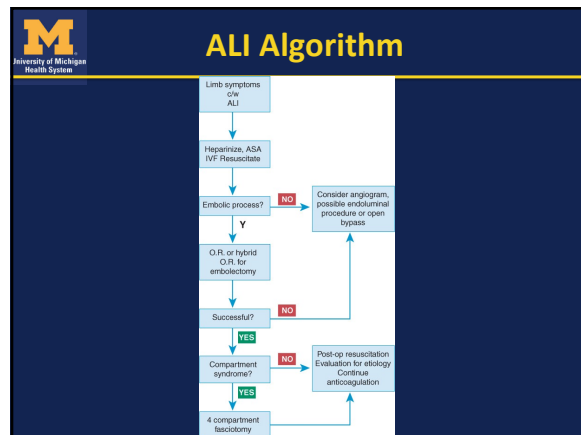 M
University of Michigan
Health System
ALI Algorithm
Limb symptoms
c/w
ALI
Heparinize, ASA
IVF Resuscitate
Embolic process?
NO
Consider angiogram,
possible endoluminal
procedure or open
bypass
Y
O.R. or hybrid
O.R. for
embolectomy
Successful?
NO
YES
Compartment
syndrome?
NO
Post-op resuscitation
Evaluation for etiology
Continue
anticoagulation
YES
4 compartment
fasciotomy